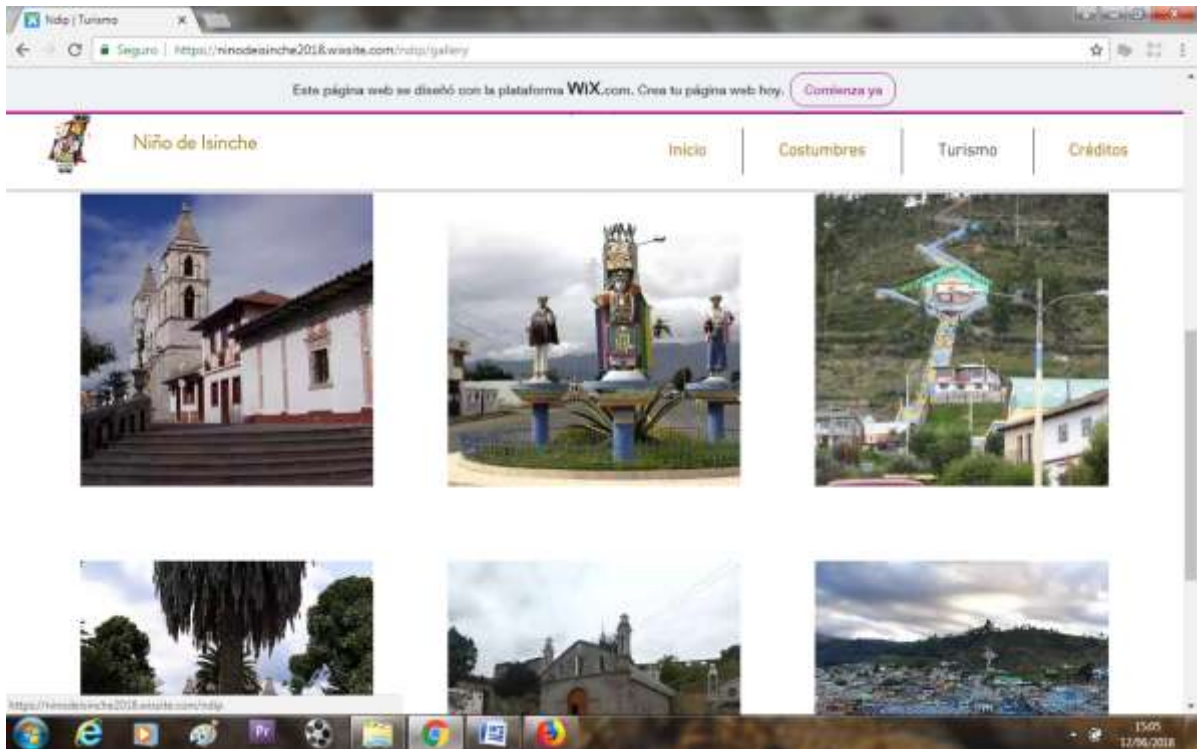 Ndip | Turismo
Seguro | https://ninodeisinche2018.wixsite.com/ndip/gallery
Este página web se diseñó con la plataforma WiX.com. Crea tu página web hoy. Comienza ya
Niño de Isinche
Inicio
Costumbres
Turismo
Créditos
https://ninodeisinche2018.wixsite.com/ndip
Pr
15:05
12/06/2018